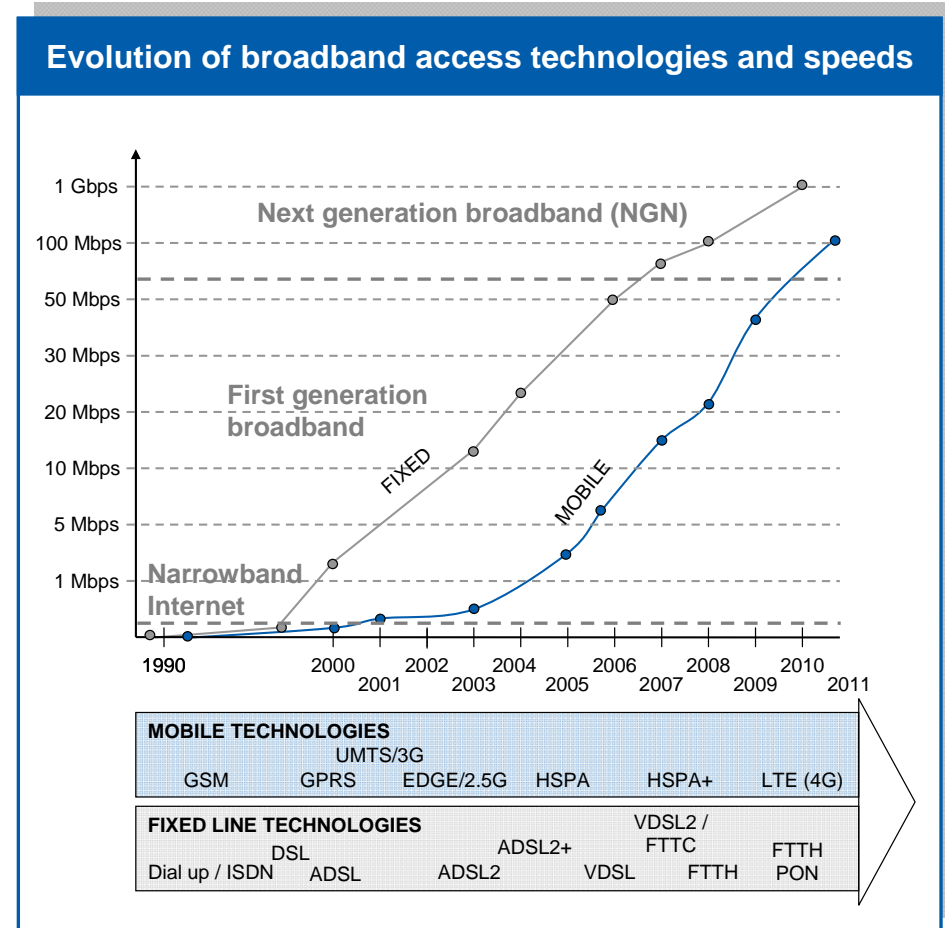 Evolution of broadband access technologies and speeds
1 Gbps
Next generation broadband (NGN)
100 Mbps
50 Mbps
30 Mbps
First generation
broadband
20 Mbps
FIXED
10 Mbps
MOBILE
5 Mbps
1 Mbps
Narrowband
Internet
1990 2000 2002 2004 2006 2008 2010
2001 2003 2005 2007 2009 2011
MOBILE TECHNOLOGIES
UMTS/3G
GSM GPRS EDGE/2.5G HSPA HSPA+ LTE (4G)
FIXED LINE TECHNOLOGIES
VDSL2 /
FTTC
DSL ADSL2+ FTTH
Dial up / ISDN ADSL ADSL2 VDSL FTTH PON